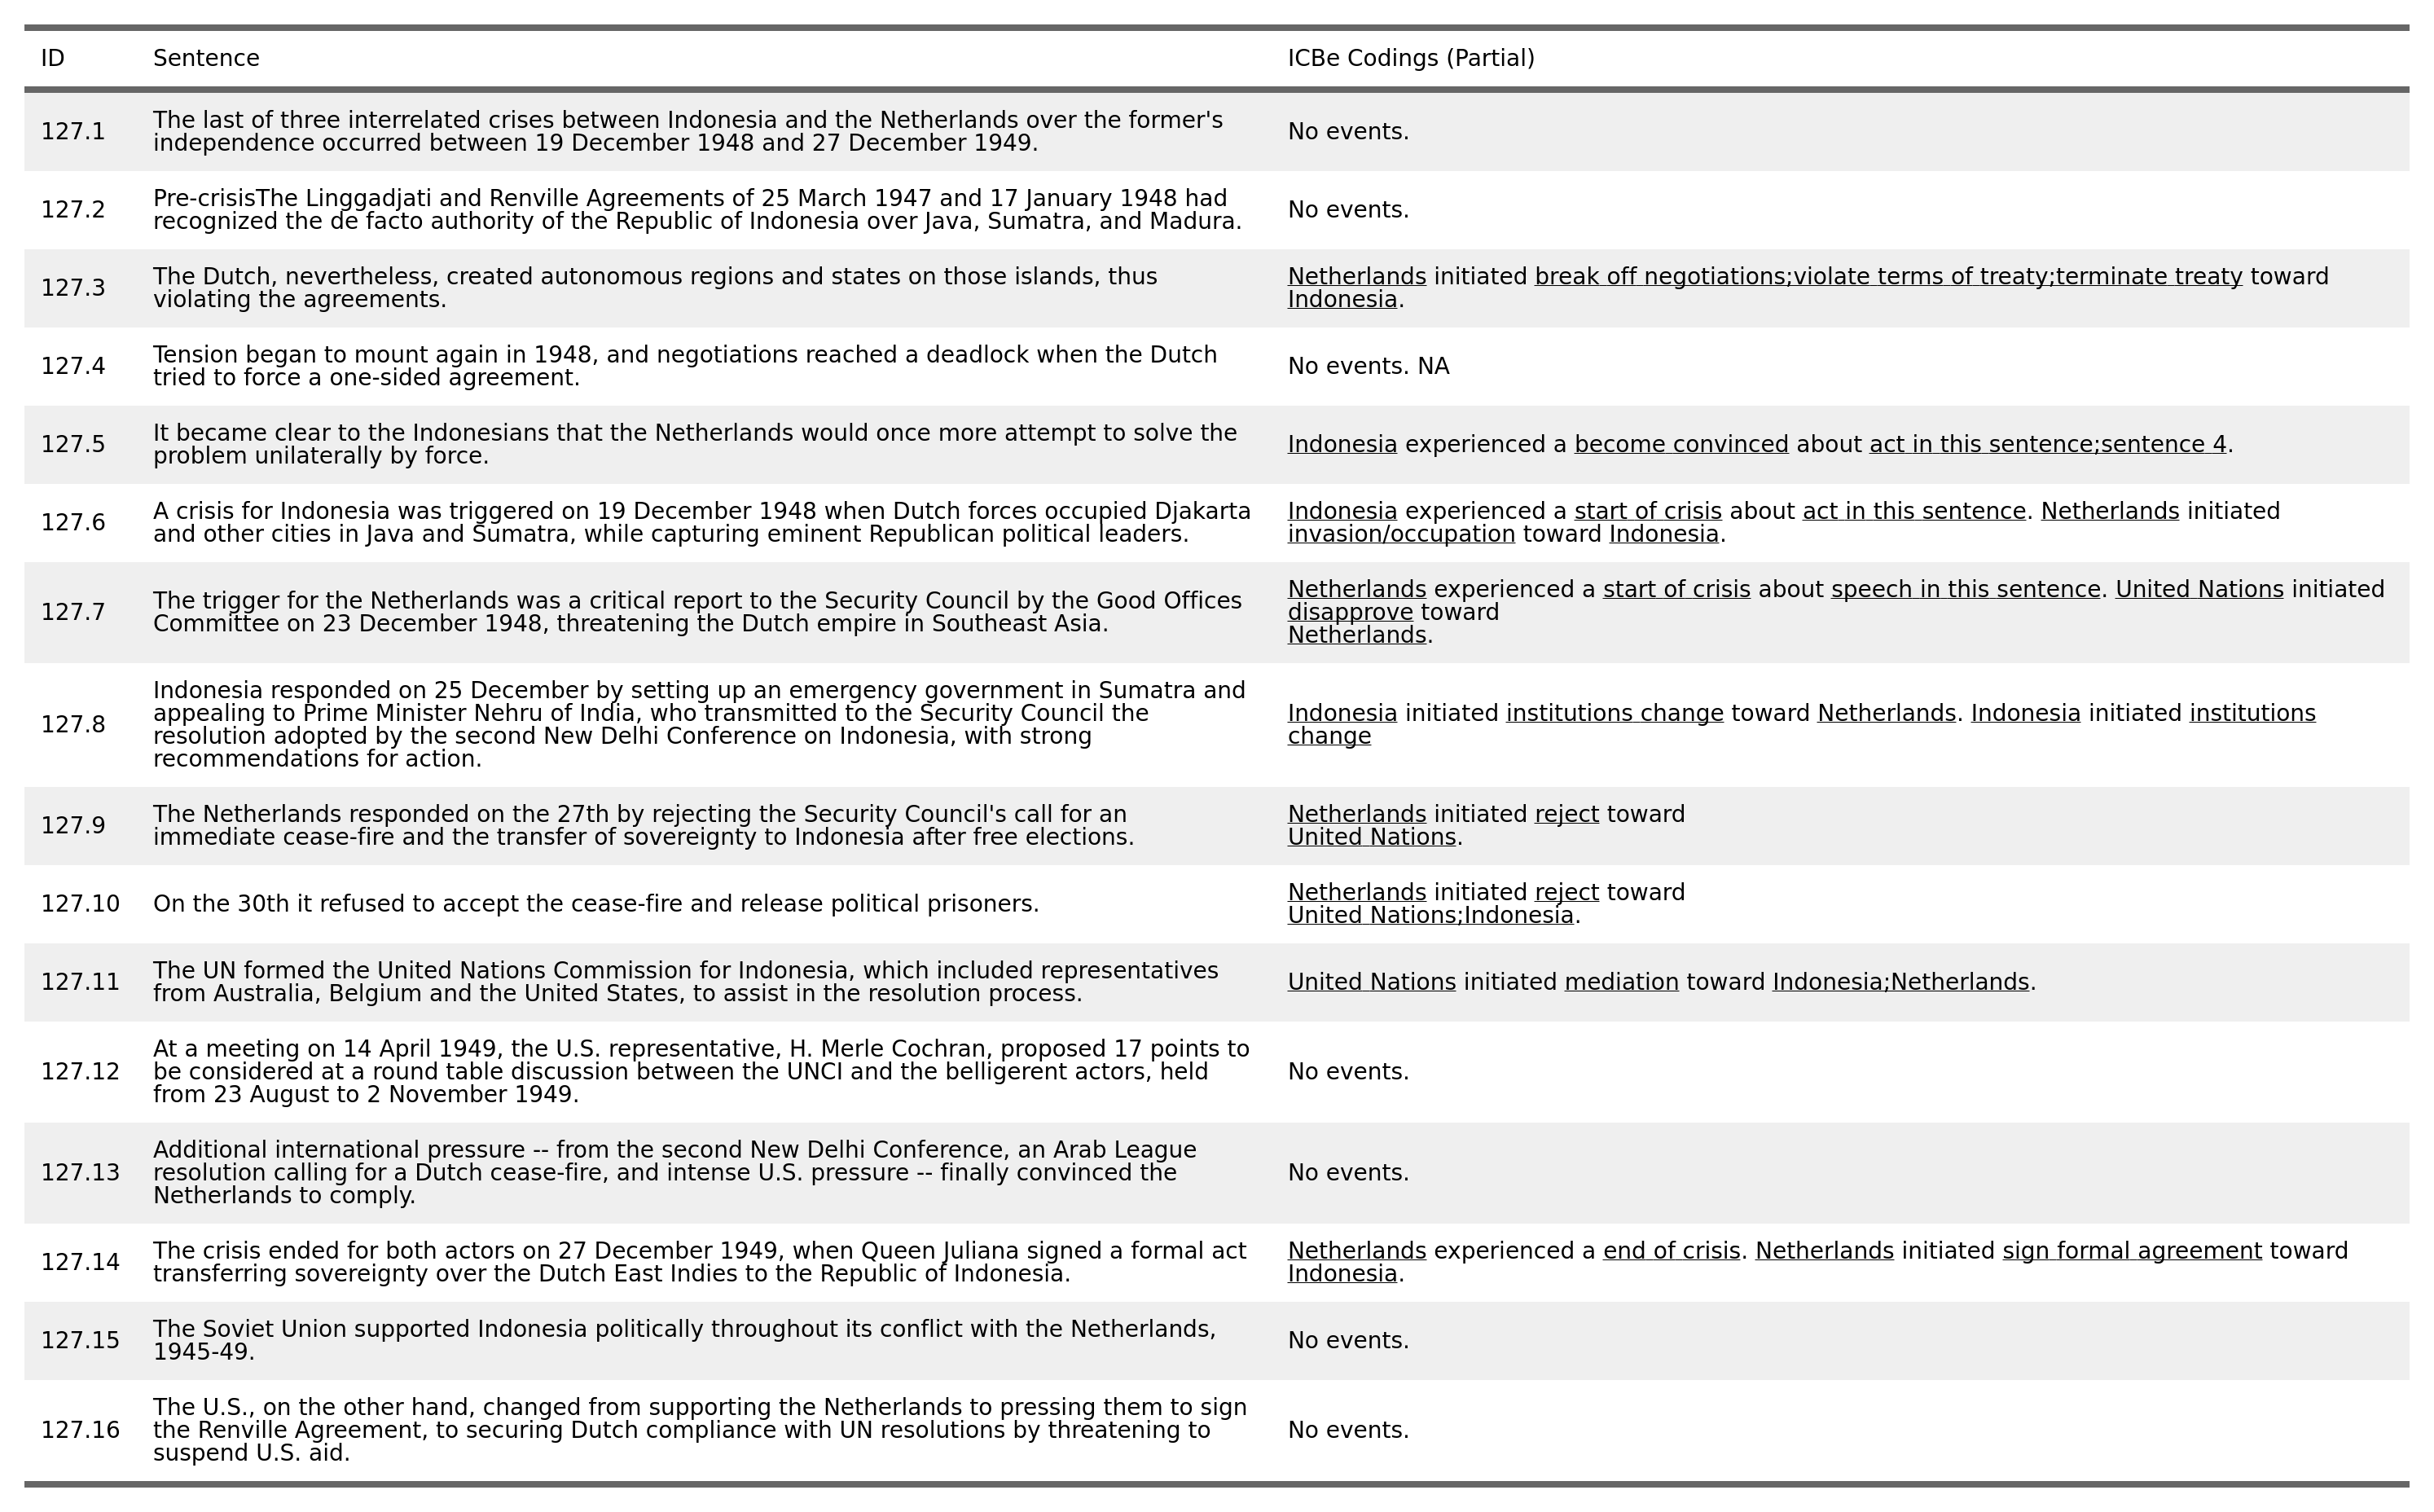 ID Sentence ICBe Codings (Partial)
127.1 The last of three interrelated crises between Indonesia and the Netherlands over the former's
independence occurred between 19 December 1948 and 27 December 1949.
No events.
127.2 Pre-crisisThe Linggadjati and Renville Agreements of 25 March 1947 and 17 January 1948 had
recognized the de facto authority of the Republic of Indonesia over Java, Sumatra, and Madura.
No events.
127.3 The Dutch, nevertheless, created autonomous regions and states on those islands, thus
violating the agreements.
Netherlands initiated break off negotiations;violate terms of treaty;terminate treaty toward
Indonesia.
127.4 Tension began to mount again in 1948, and negotiations reached a deadlock when the Dutch
tried to force a one-sided agreement.
No events. NA
127.5 It became clear to the Indonesians that the Netherlands would once more attempt to solve the
problem unilaterally by force.
Indonesia experienced a become convinced about act in this sentence;sentence 4.
127.6 A crisis for Indonesia was triggered on 19 December 1948 when Dutch forces occupied Djakarta
and other cities in Java and Sumatra, while capturing eminent Republican political leaders.
Indonesia experienced a start of crisis about act in this sentence. Netherlands initiated
invasion/occupation toward Indonesia.
127.7 The trigger for the Netherlands was a critical report to the Security Council by the Good Offices
Committee on 23 December 1948, threatening the Dutch empire in Southeast Asia.
Netherlands experienced a start of crisis about speech in this sentence. United Nations initiated
disapprove toward
Netherlands.
127.8 Indonesia responded on 25 December by setting up an emergency government in Sumatra and
appealing to Prime Minister Nehru of India, who transmitted to the Security Council the
resolution adopted by the second New Delhi Conference on Indonesia, with strong
recommendations for action.
Indonesia initiated institutions change toward Netherlands. Indonesia initiated institutions
change
127.9 The Netherlands responded on the 27th by rejecting the Security Council's call for an
immediate cease-fire and the transfer of sovereignty to Indonesia after free elections.
Netherlands initiated reject toward
United Nations.
127.10 On the 30th it refused to accept the cease-fire and release political prisoners.
Netherlands initiated reject toward
United Nations;Indonesia.
127.11 The UN formed the United Nations Commission for Indonesia, which included representatives
from Australia, Belgium and the United States, to assist in the resolution process.
United Nations initiated mediation toward Indonesia;Netherlands.
127.12 At a meeting on 14 April 1949, the U.S. representative, H. Merle Cochran, proposed 17 points to
be considered at a round table discussion between the UNCI and the belligerent actors, held
from 23 August to 2 November 1949.
No events.
127.13 Additional international pressure -- from the second New Delhi Conference, an Arab League
resolution calling for a Dutch cease-fire, and intense U.S. pressure -- finally convinced the
Netherlands to comply.
No events.
127.14 The crisis ended for both actors on 27 December 1949, when Queen Juliana signed a formal act
transferring sovereignty over the Dutch East Indies to the Republic of Indonesia.
Netherlands experienced a end of crisis. Netherlands initiated sign formal agreement toward
Indonesia.
127.15 The Soviet Union supported Indonesia politically throughout its conflict with the Netherlands,
1945-49.
No events.
127.16 The U.S., on the other hand, changed from supporting the Netherlands to pressing them to sign
the Renville Agreement, to securing Dutch compliance with UN resolutions by threatening to
suspend U.S. aid.
No events.